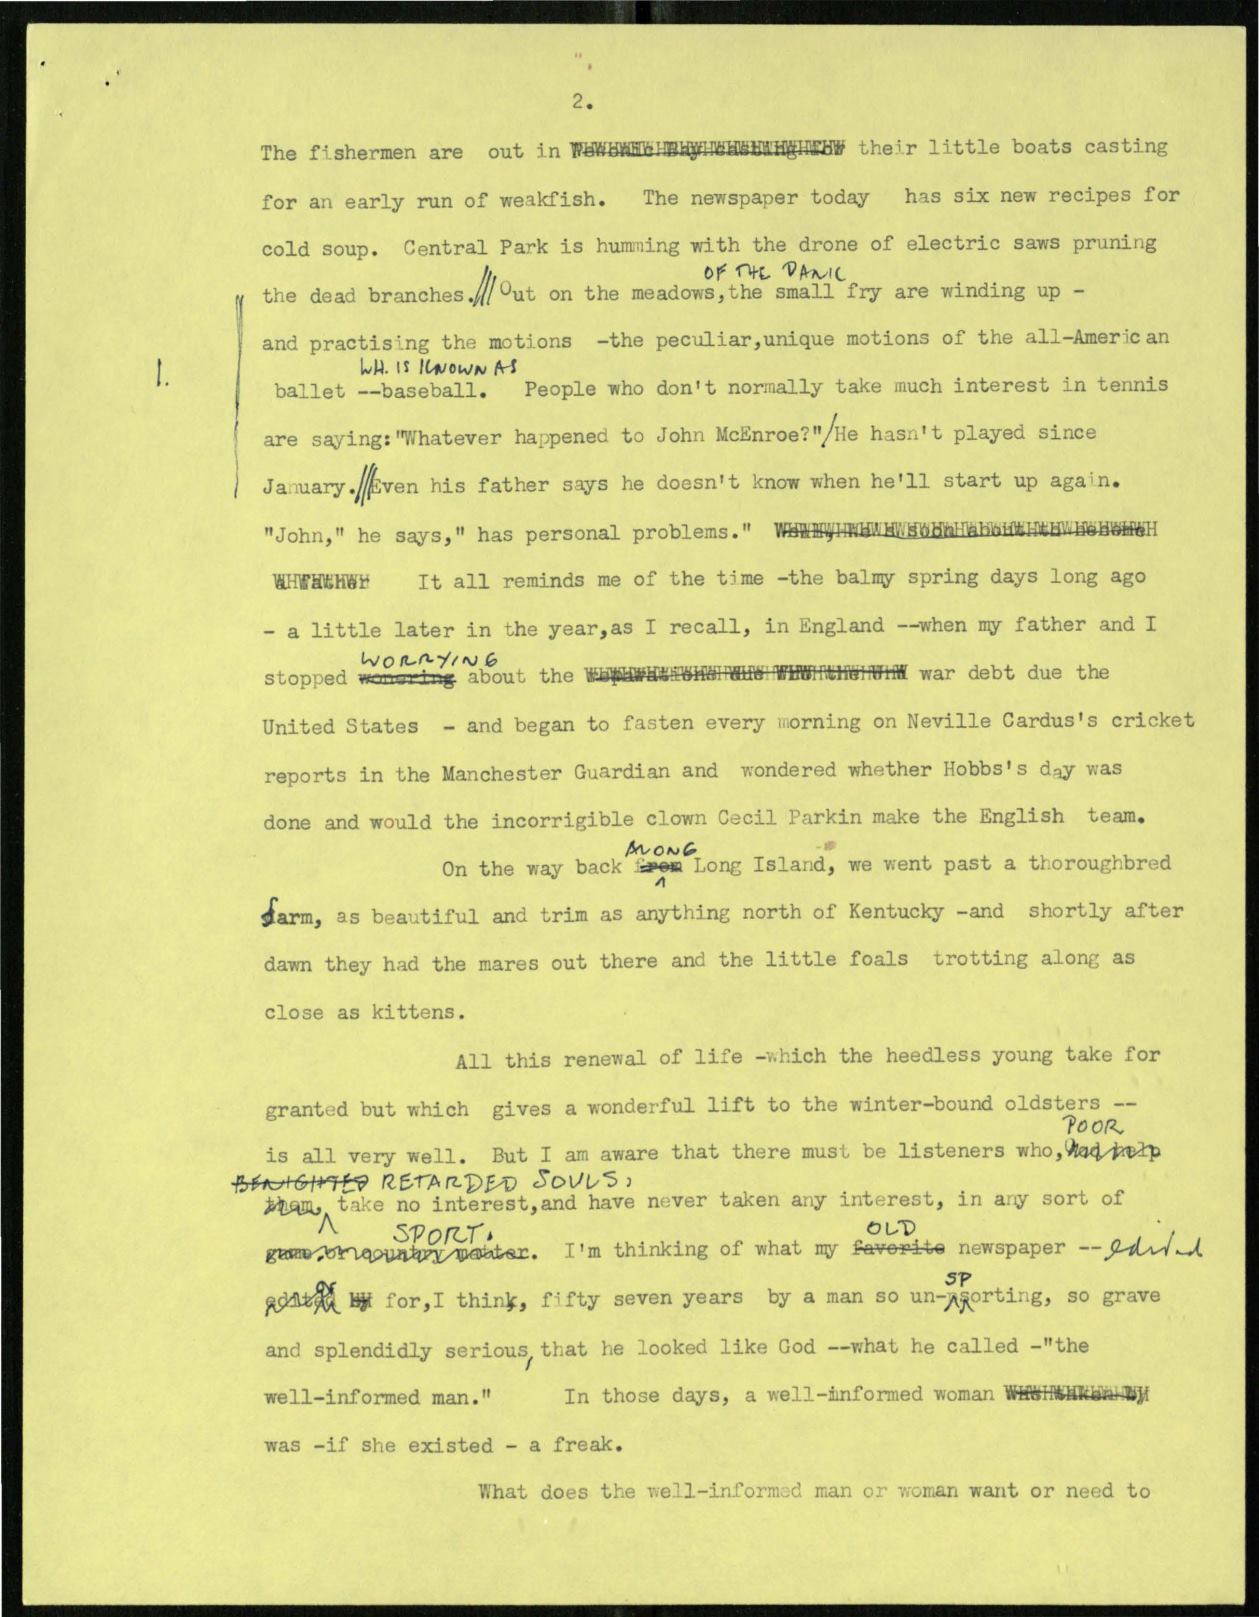 2.
The fishermen are out in their little boats casting
for an early run of weakfish. The newspaper today has six new recipes for
cold soup. Central Park is humming with the drone of electric saws pruning
OF THE PARK
the dead branches./// Out on the meadows,the small fry are winding up -
and practising the motions -the peculiar,unique motions of the all-American
WH. IS KNOWN AS
1.
ballet --baseball. People who don't normally take much interest in tennis
are saying:"Whatever happened to John McEnroe?"/He hasn't played since
January.///Even his father says he doesn't know when he'll start up again.
"John," he says," has personal problems."
It all reminds me of the time -the balmy spring days long ago
- a little later in the year,as I recall, in England --when my father and I
WORRYING
stopped wonering about the war debt due the
United States - and began to fasten every morning on Neville Cardus's cricket
reports in the Manchester Guardian and wondered whether Hobbs's day was
done and would the incorrigible clown Cecil Parkin make the English team.
ALONG
On the way back from Long Island, we went past a thoroughbred
farm, as beautiful and trim as anything north of Kentucky -and shortly after
dawn they had the mares out there and the little foals trotting along as
close as kittens.
All this renewal of life -which the heedless young take for
granted but which gives a wonderful lift to the winter-bound oldsters --
POOR
is all very well. But I am aware that there must be listeners who, God help
BENIGHTED RETARDED SOULS,
them, take no interest,and have never taken any interest, in any sort of
SPORT. OLD
game or country matter. I'm thinking of what my favorite newspaper -- edited
edited by for,I think, fifty seven years by a man so un-sporting, so grave
and splendidly serious, that he looked like God --what he called -"the
well-informed man." In those days, a well-informed woman
was -if she existed - a freak.
What does the well-informed man or woman want or need to